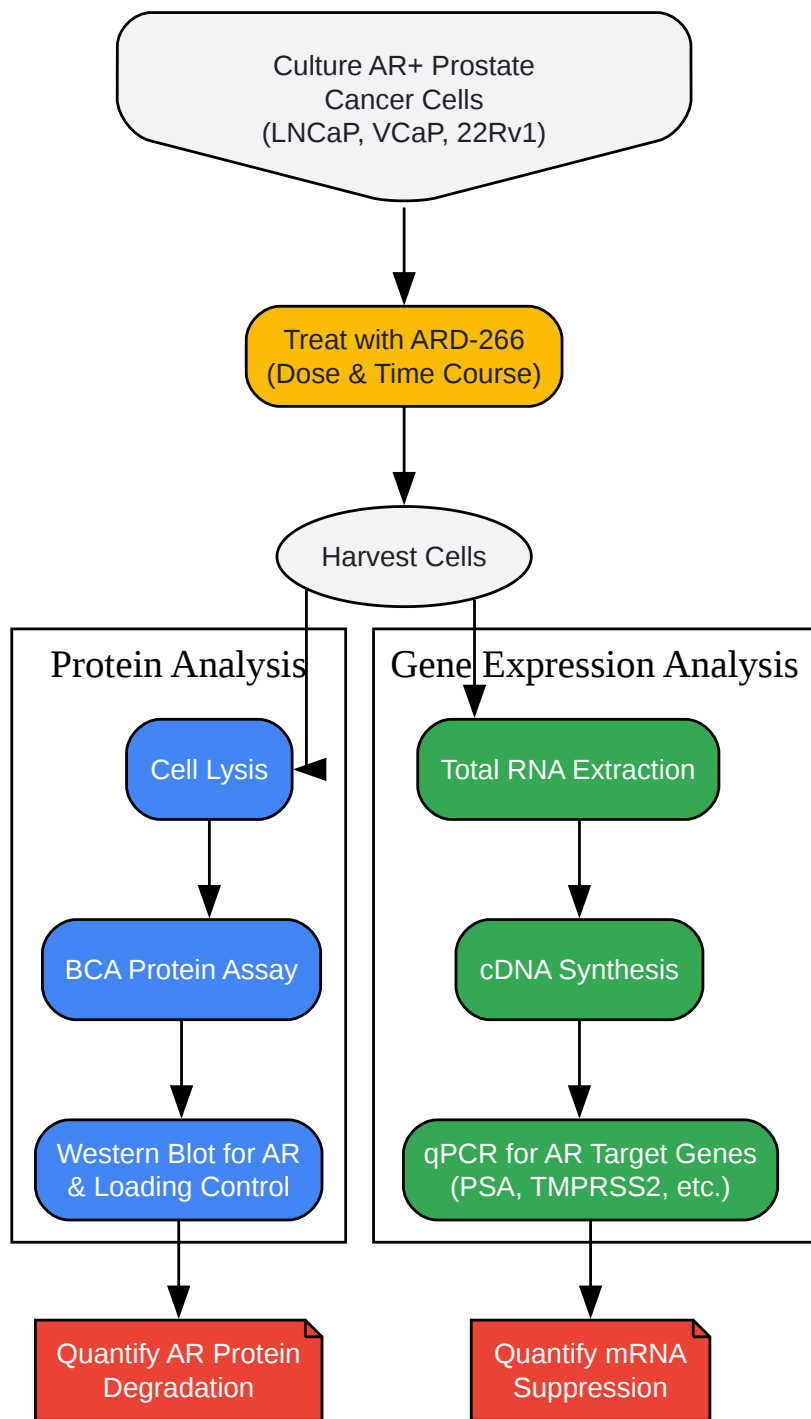 Culture AR+ Prostate
Cancer Cells
(LNCaP, VCaP, 22Rv1)
Treat with ARD-266
(Dose & Time Course)
Harvest Cells
Protein Analysis
Cell Lysis
BCA Protein Assay
Western Blot for AR
& Loading Control
Quantify AR Protein
Degradation
Gene Expression Analysis
Total RNA Extraction
cDNA Synthesis
qPCR for AR Target Genes
(PSA, TMPRSS2, etc.)
Quantify mRNA
Suppression